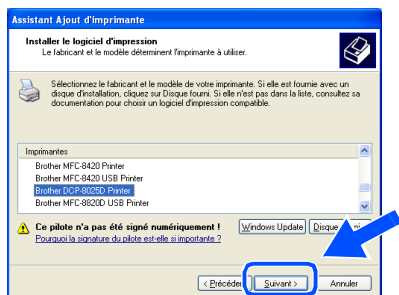 Assistant Ajout d'imprimante
Installer le logiciel d'impression
Le fabricant et le modèle déterminent l'imprimante à utiliser.
Sélectionnez le fabricant et le modèle de votre imprimante. Si elle est fournie avec un
disque d'installation, cliquez sur Disque fourni. Si elle n'est pas dans la liste, consultez sa
documentation pour choisir un logiciel d'impression compatible.
Imprimantes
Brother MFC-8420 Printer
Brother MFC-8420 USB Printer
Brother DCP-8025D Printer
Brother MFC-8820D USB Printer
Ce pilote n'a pas été signé numériquement !
Windows Update
Disque
Pourquoi la signature du pilote est-elle si importante ?
< Précéder
Suivant >
Annuler